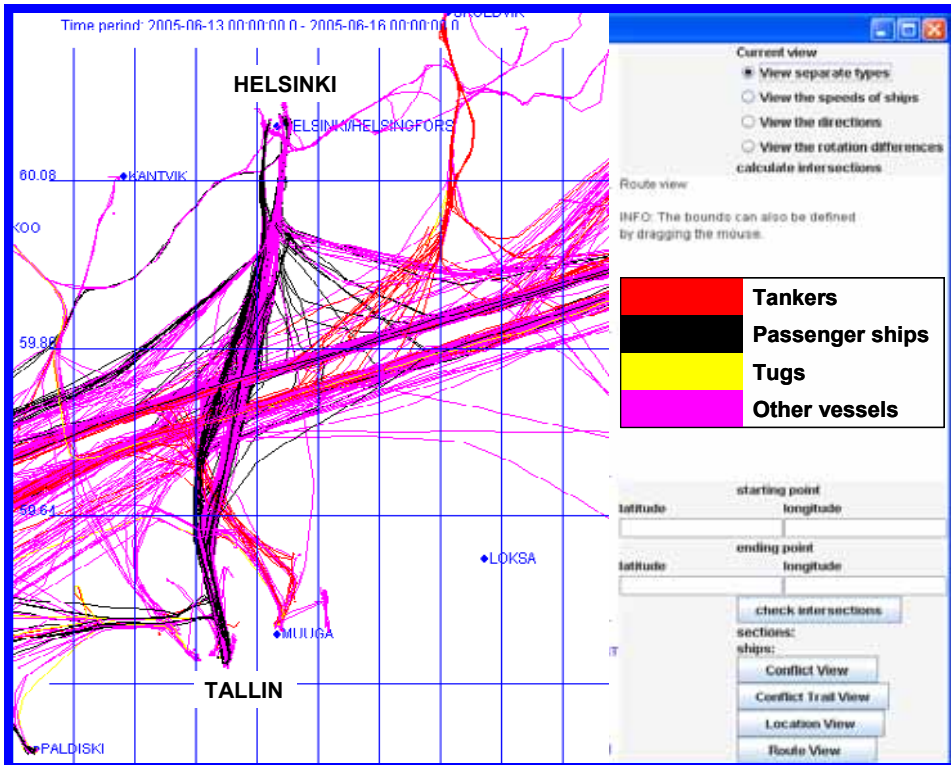 Time period: 2005-06-13 00:00:00.0 - 2005-06-16 00:00:00.0
HELSINKI
HELSINKI/HELSINGFORS
60.08
KANTVIK
59.64
LOKSA
MUUGA
TALLIN
PALDISKI
Current view
View separate types
View the speeds of ships
View the directions
View the rotation differences
calculate intersections
Route view
INFO: The bounds can also be defined
by dragging the mouse.
Tankers
Passenger ships
Tugs
Other vessels
starting point
latitude longitude
ending point
latitude longitude
check intersections
sections:
ships:
Conflict View
Conflict Trail View
Location View
Route View